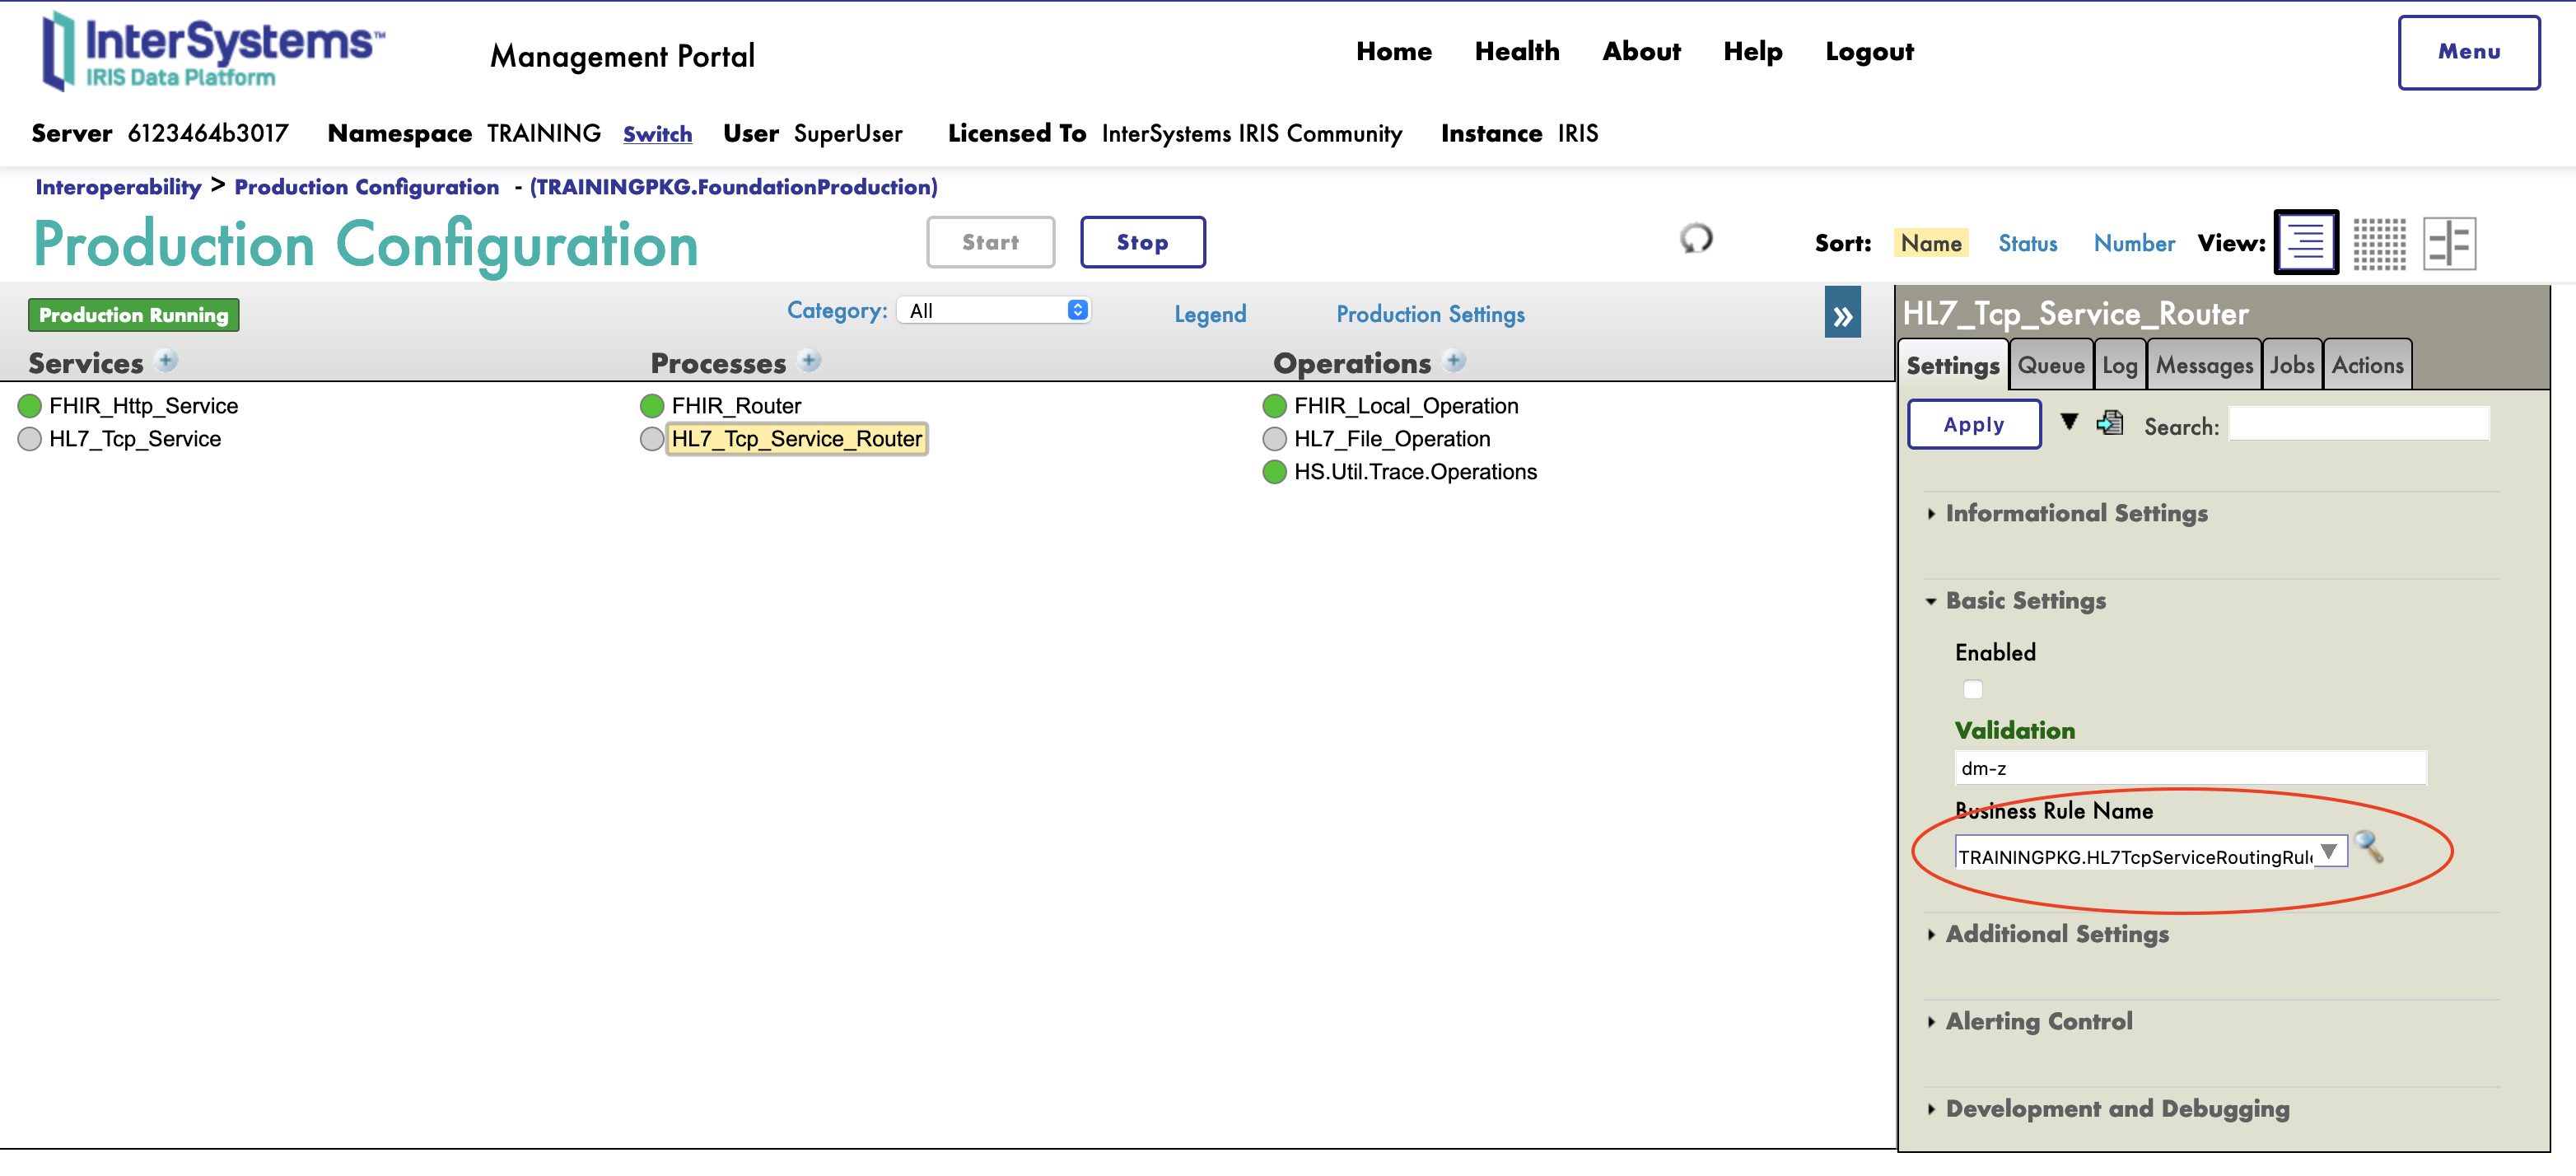 InterSystems™
IRIS Data Platform
Management Portal
Home Health About Help Logout
Menu
Server 6123464b3017 Namespace TRAINING Switch User SuperUser Licensed To InterSystems IRIS Community Instance IRIS
Interoperability > Production Configuration - (TRAININGPKG.FoundationProduction)
Production Configuration
Start Stop
Sort: Name Status Number View:
Production Running
Category: All
Legend
Production Settings
»
Services
Processes
Operations
FHIR_Http_Service
HL7_Tcp_Service
FHIR_Router
HL7_Tcp_Service_Router
FHIR_Local_Operation
HL7_File_Operation
HS.Util.Trace.Operations
HL7_Tcp_Service_Router
Settings Queue Log Messages Jobs Actions
Apply Search:
Informational Settings
Basic Settings
Enabled
Validation
dm-z
Business Rule Name
TRAININGPKG.HL7TcpServiceRoutingRule
Additional Settings
Alerting Control
Development and Debugging